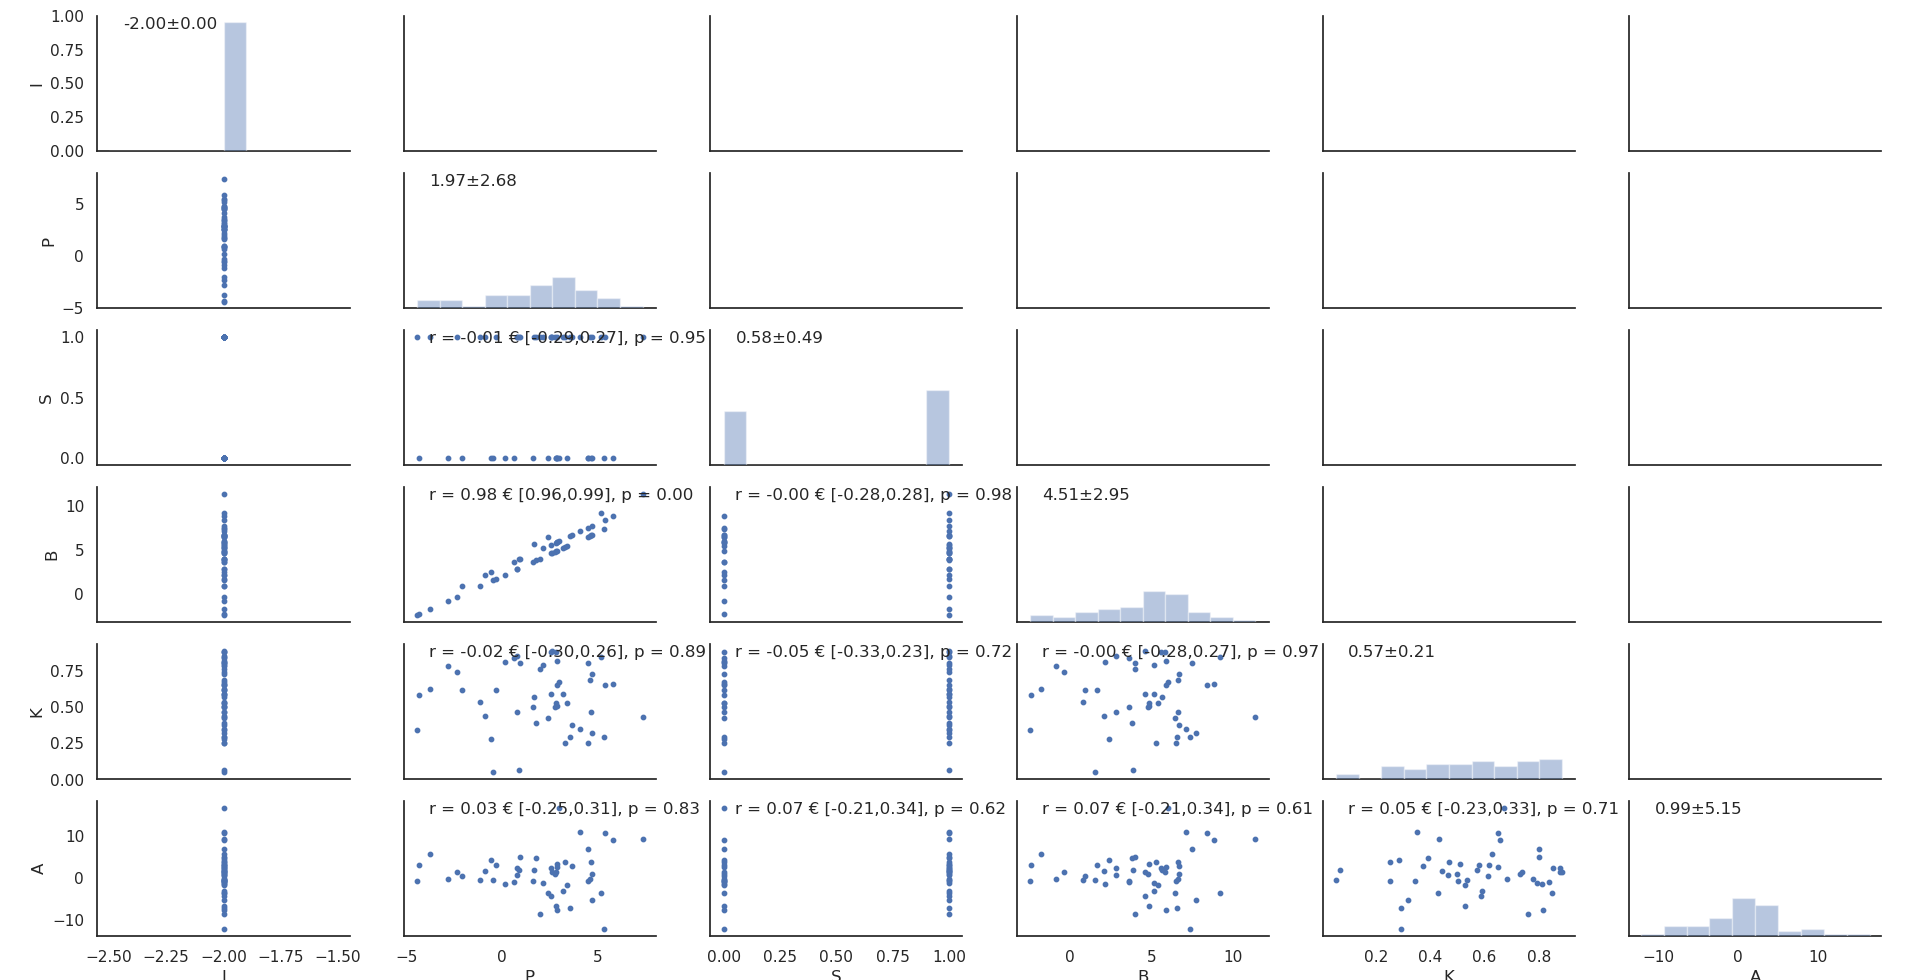 1.00
0.75
0.50
0.25
0.00
I
-2.00±0.00
5
0
−5
P
1.97±2.68
1.0
0.5
0.0
S
r = -0.01 € [-0.29,0.27], p = 0.95
0.58±0.49
10
5
0
B
r = 0.98 € [0.96,0.99], p = 0.00
r = -0.00 € [-0.28,0.28], p = 0.98
4.51±2.95
0.75
0.50
0.25
0.00
K
r = -0.02 € [-0.30,0.26], p = 0.89
r = -0.05 € [-0.33,0.23], p = 0.72
r = -0.00 € [-0.28,0.27], p = 0.97
0.57±0.21
10
0
−10
A
r = 0.03 € [-0.25,0.31], p = 0.83
r = 0.07 € [-0.21,0.34], p = 0.62
r = 0.07 € [-0.21,0.34], p = 0.61
r = 0.05 € [-0.23,0.33], p = 0.71
0.99±5.15
−2.50 −2.25 −2.00 −1.75 −1.50
−5 0 5
0.00 0.25 0.50 0.75 1.00
0 5 10
0.2 0.4 0.6 0.8
−10 0 10
I P S B K A